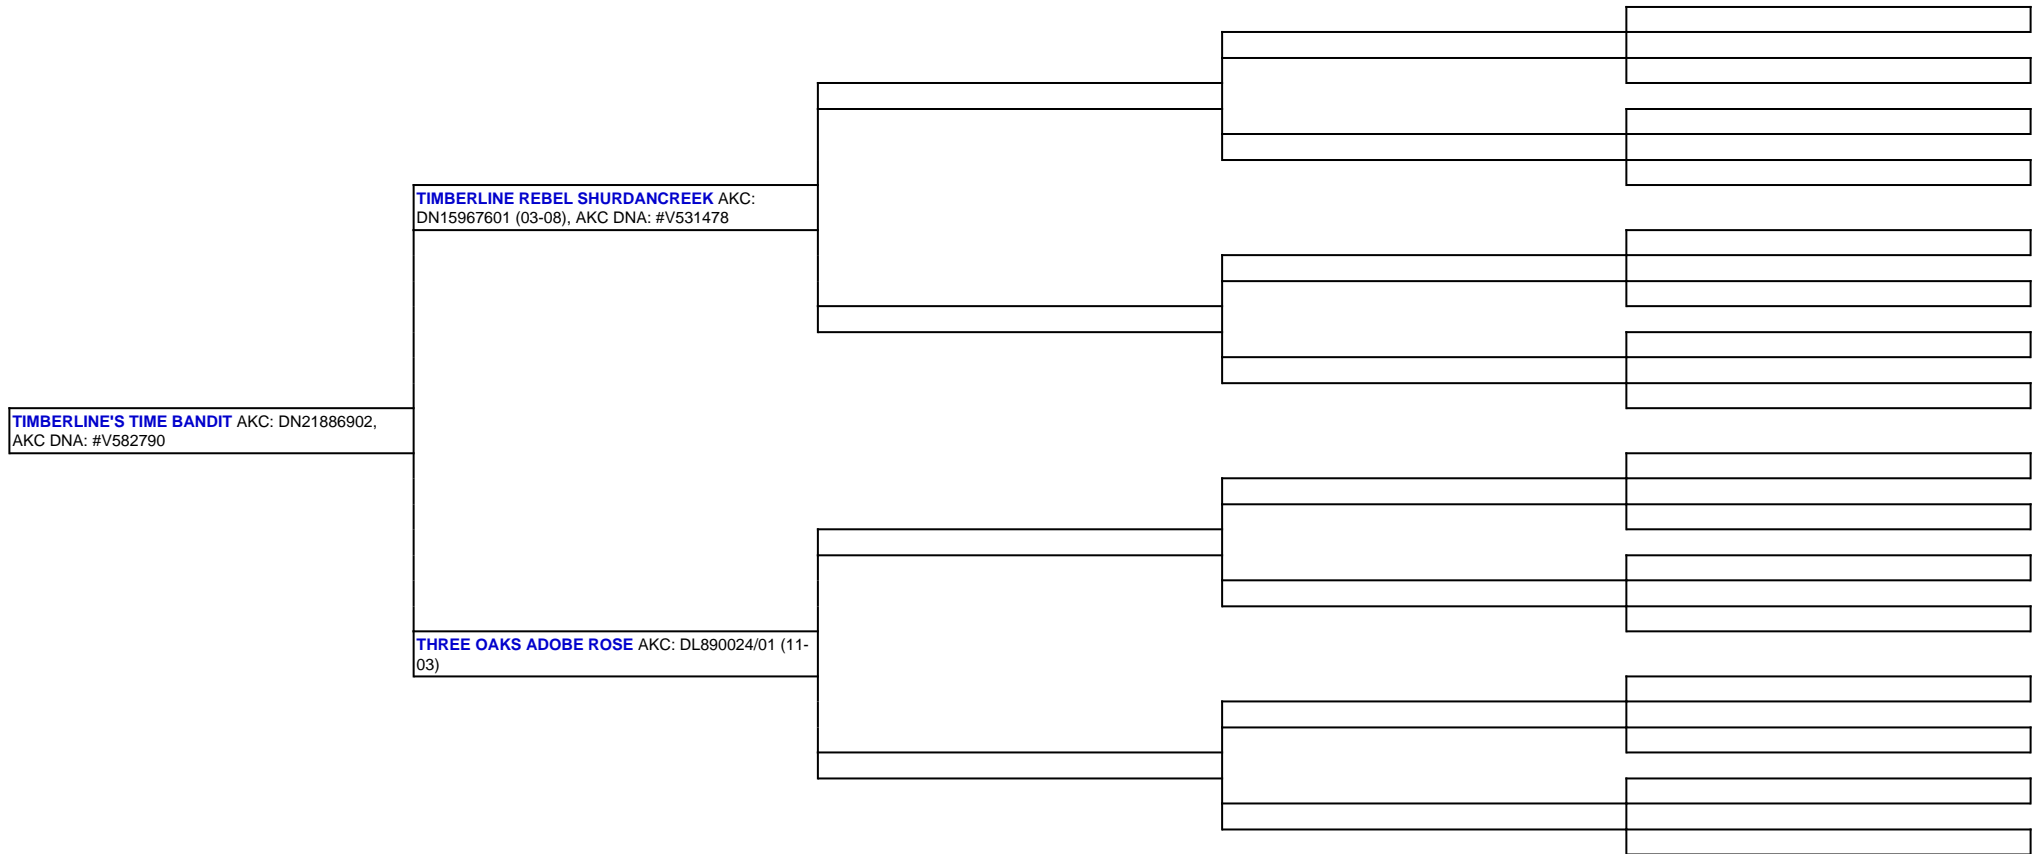 TIMBERLINE REBEL SHURDANCREEK AKC:
DN15967601 (03-08), AKC DNA: #V531478
TIMBERLINE'S TIME BANDIT AKC: DN21886902,
AKC DNA: #V582790
THREE OAKS ADOBE ROSE AKC: DL890024/01 (11-
03)